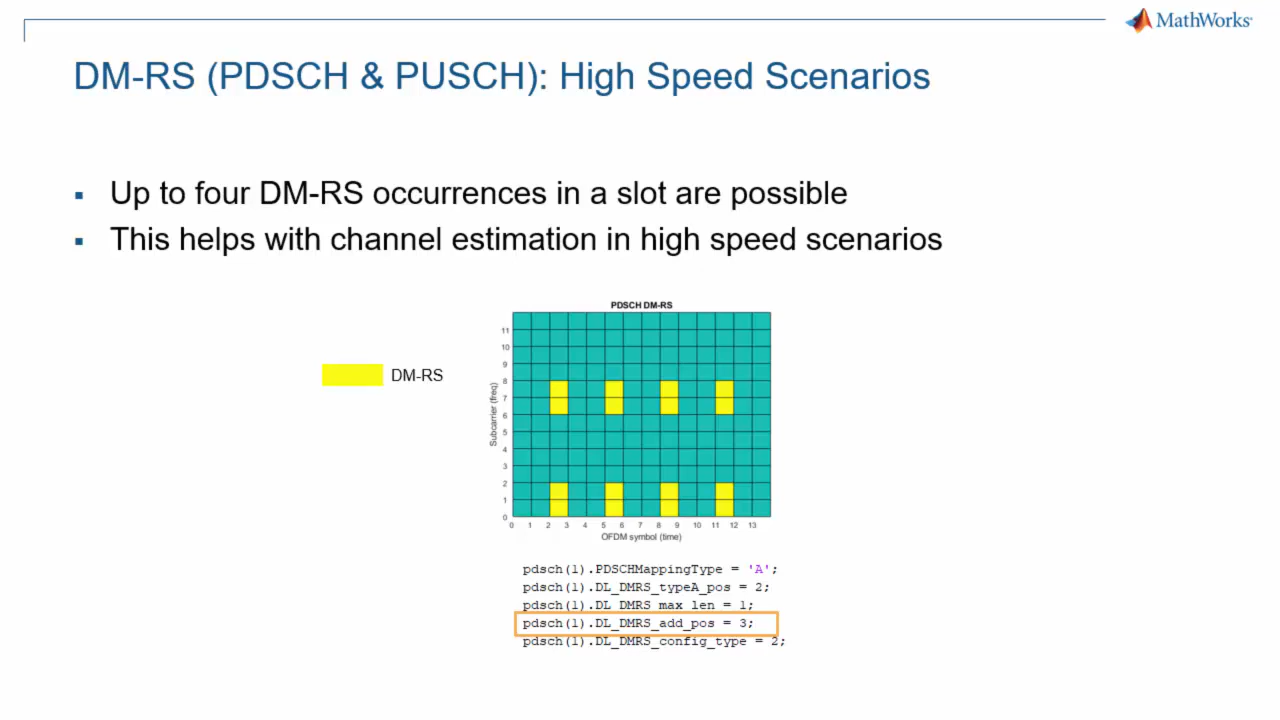 MathWorks
DM-RS (PDSCH & PUSCH): High Speed Scenarios
Up to four DM-RS occurrences in a slot are possible
This helps with channel estimation in high speed scenarios
PDSCH DM-RS
DM-RS
Subcarrier (freq)
11
10
9
8
7
6
5
4
3
2
1
0
0 1 2 3 4 5 6 7 8 9 10 11 12 13
OFDM symbol (time)
pdsch(1).PDSCHMappingType = 'A';
pdsch(1).DL_DMRS_typeA_pos = 2;
pdsch(1).DL_DMRS_max_len = 1;
pdsch(1).DL_DMRS_add_pos = 3;
pdsch(1).DL_DMRS_config_type = 2;